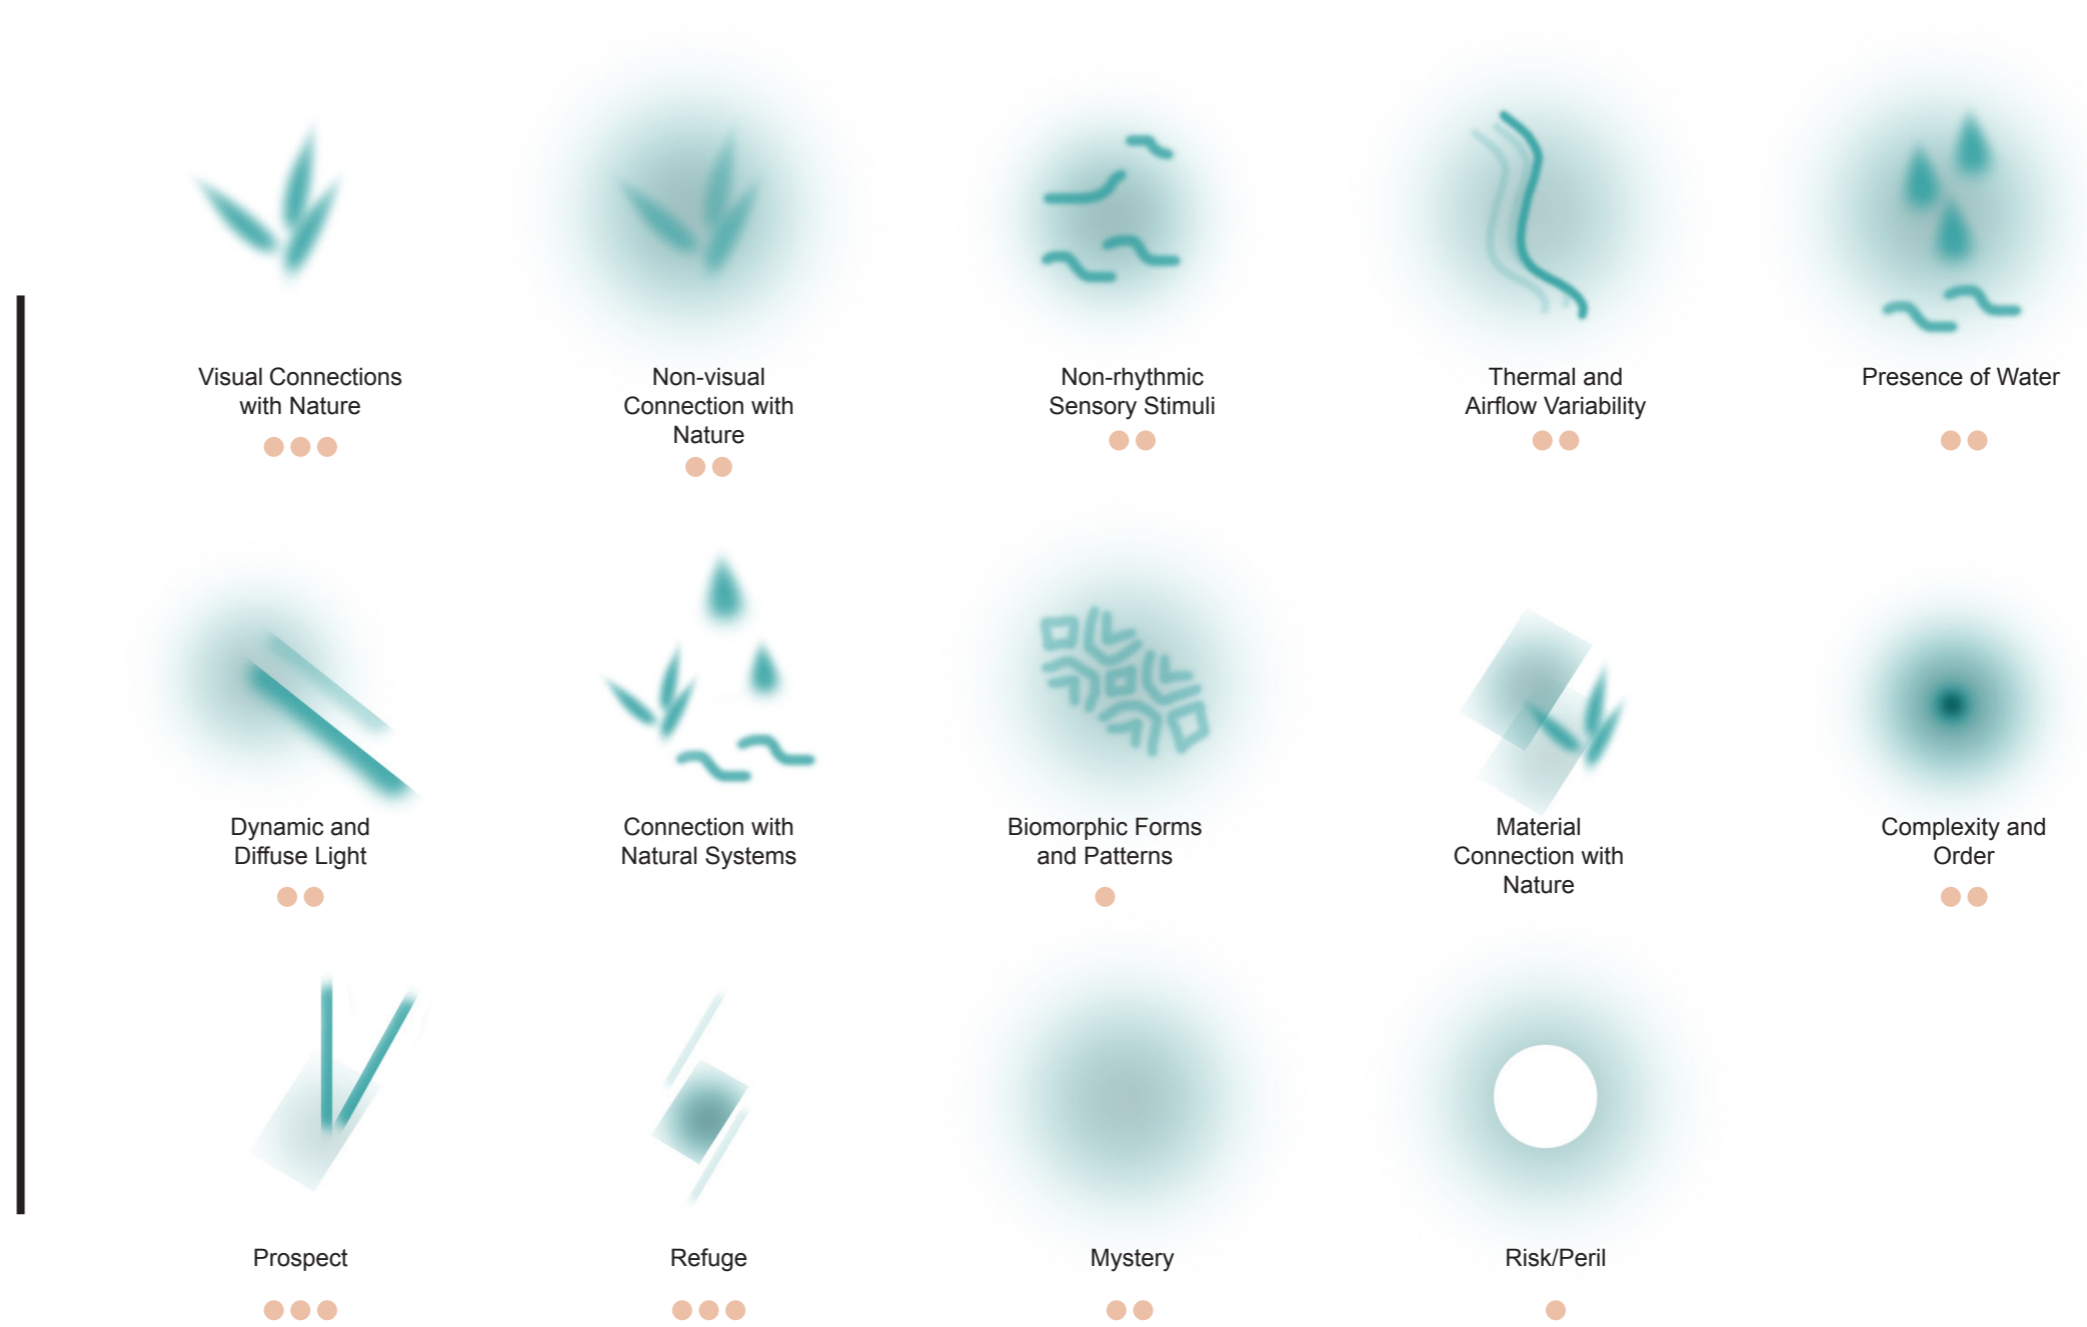 Visual Connections
with Nature
Non-visual
Connection with
Nature
Non-rhythmic
Sensory Stimuli
Thermal and
Airflow Variability
Presence of Water
Dynamic and
Diffuse Light
Connection with
Natural Systems
Biomorphic Forms
and Patterns
Material
Connection with
Nature
Complexity and
Order
Prospect
Refuge
Mystery
Risk/Peril